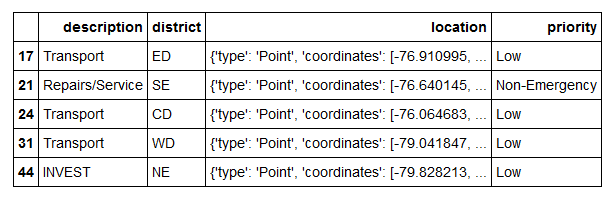 description district location priority
17 Transport ED {'type': 'Point', 'coordinates': [-76.910995, ... Low
21 Repairs/Service SE {'type': 'Point', 'coordinates': [-76.640145, ... Non-Emergency
24 Transport CD {'type': 'Point', 'coordinates': [-76.064683, ... Low
31 Transport WD {'type': 'Point', 'coordinates': [-79.041847, ... Low
44 INVEST NE {'type': 'Point', 'coordinates': [-79.828213, ... Low